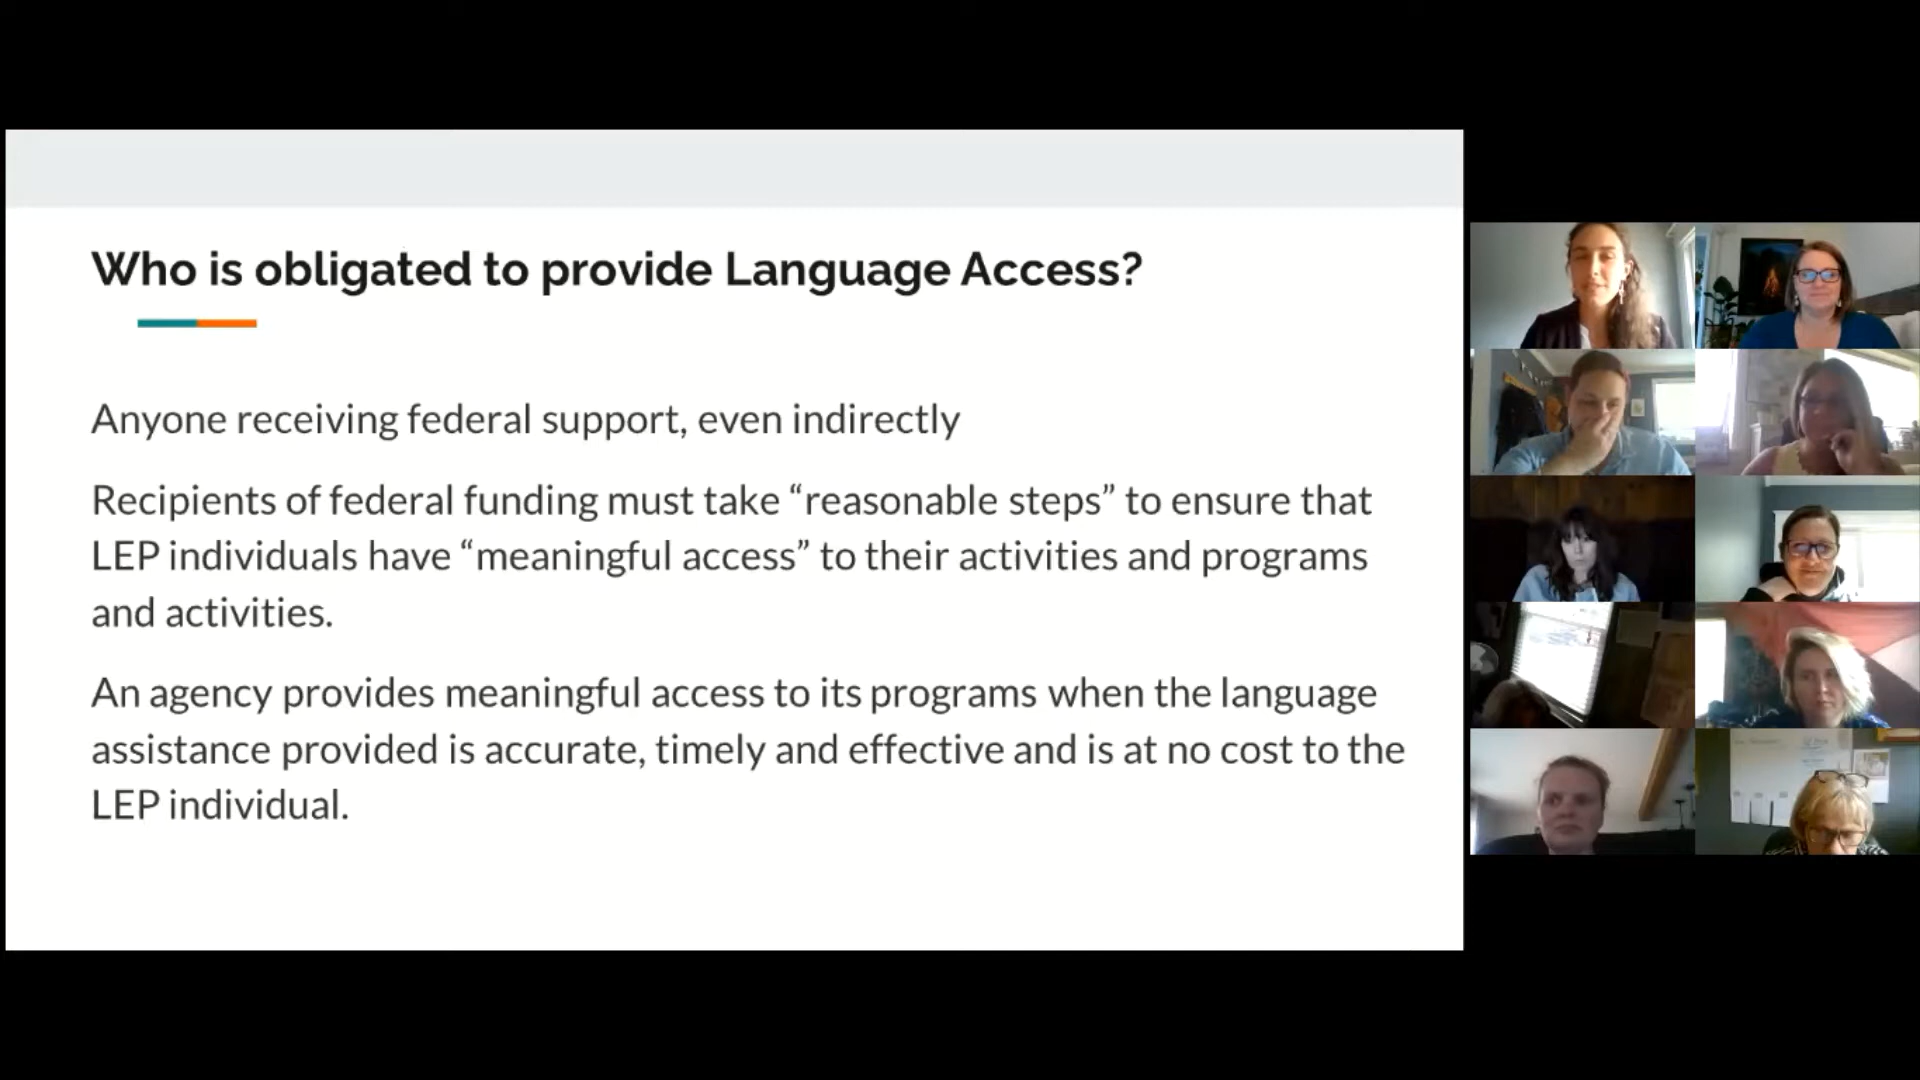 Who is obligated to provide Language Access?
Anyone receiving federal support, even indirectly
Recipients of federal funding must take “reasonable steps” to ensure that
LEP individuals have “meaningful access” to their activities and programs
and activities.
An agency provides meaningful access to its programs when the language
assistance provided is accurate, timely and effective and is at no cost to the
LEP individual.